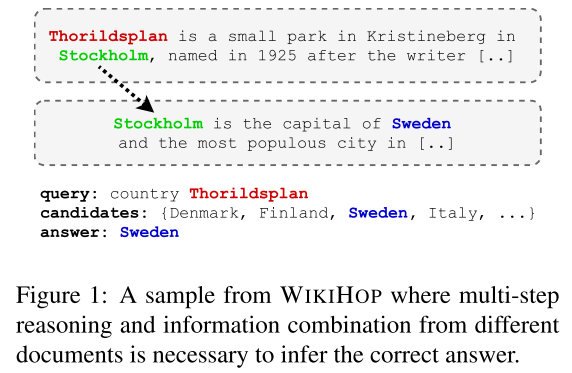 Thorildsplan is a small park in Kristineberg in
Stockholm, named in 1925 after the writer [..]
Stockholm is the capital of Sweden
and the most populous city in [..]
query: country Thorildsplan
candidates: {Denmark, Finland, Sweden, Italy, ...}
answer: Sweden
Figure 1: A sample from WIKIHOP where multi-step
reasoning and information combination from different
documents is necessary to infer the correct answer.